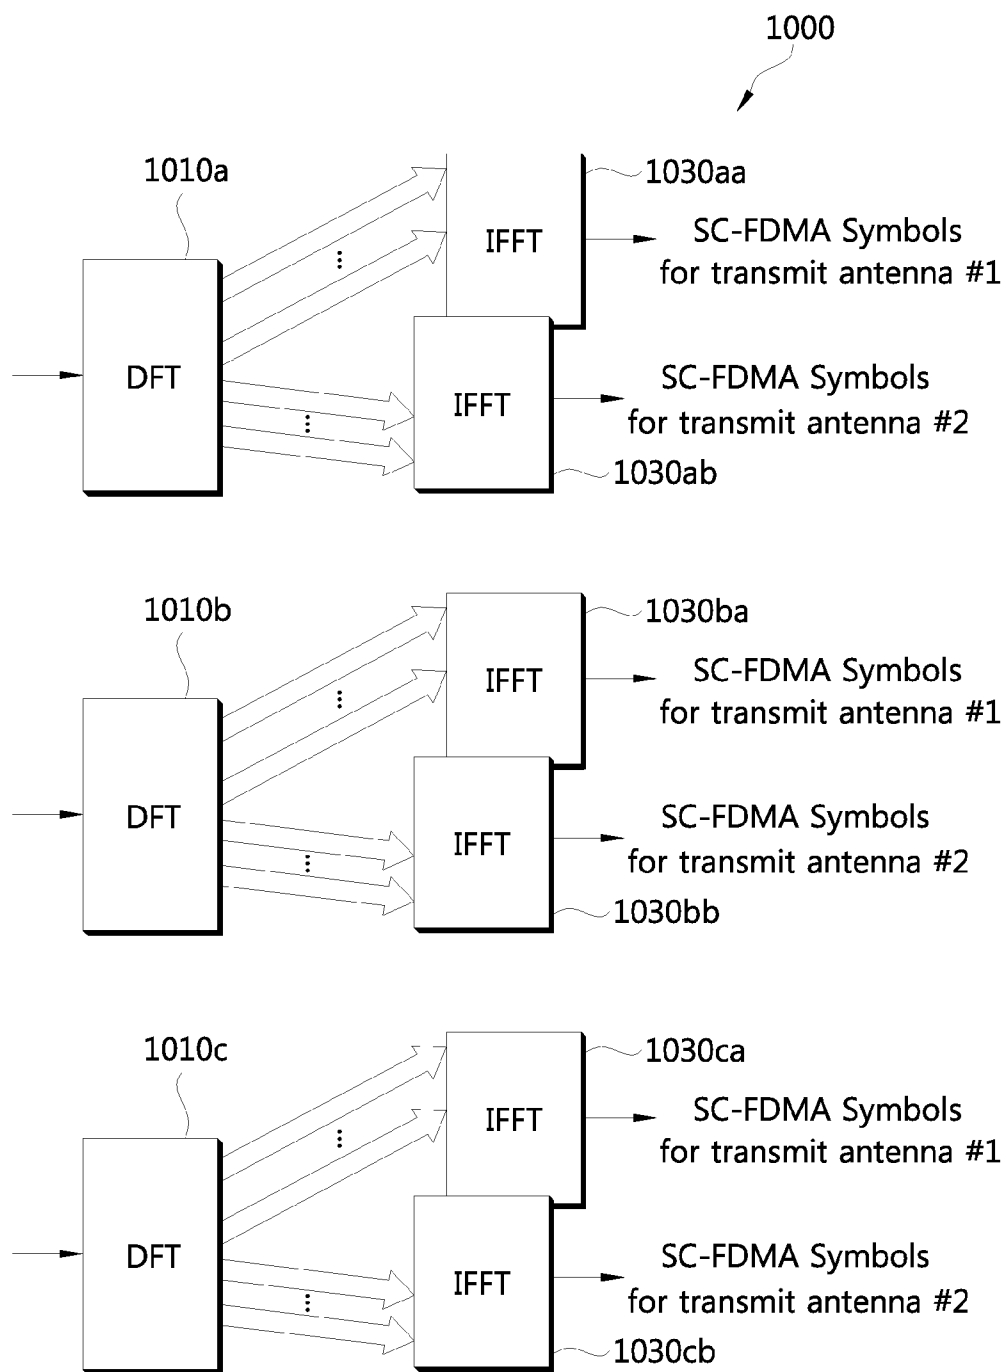 1000
1010a
1030aa
IFFT
SC-FDMA Symbols
for transmit antenna #1
DFT
IFFT
SC-FDMA Symbols
for transmit antenna #2
1030ab
1010b
1030ba
IFFT
SC-FDMA Symbols
for transmit antenna #1
DFT
IFFT
SC-FDMA Symbols
for transmit antenna #2
1030bb
1010c
1030ca
IFFT
SC-FDMA Symbols
for transmit antenna #1
DFT
IFFT
SC-FDMA Symbols
for transmit antenna #2
1030cb